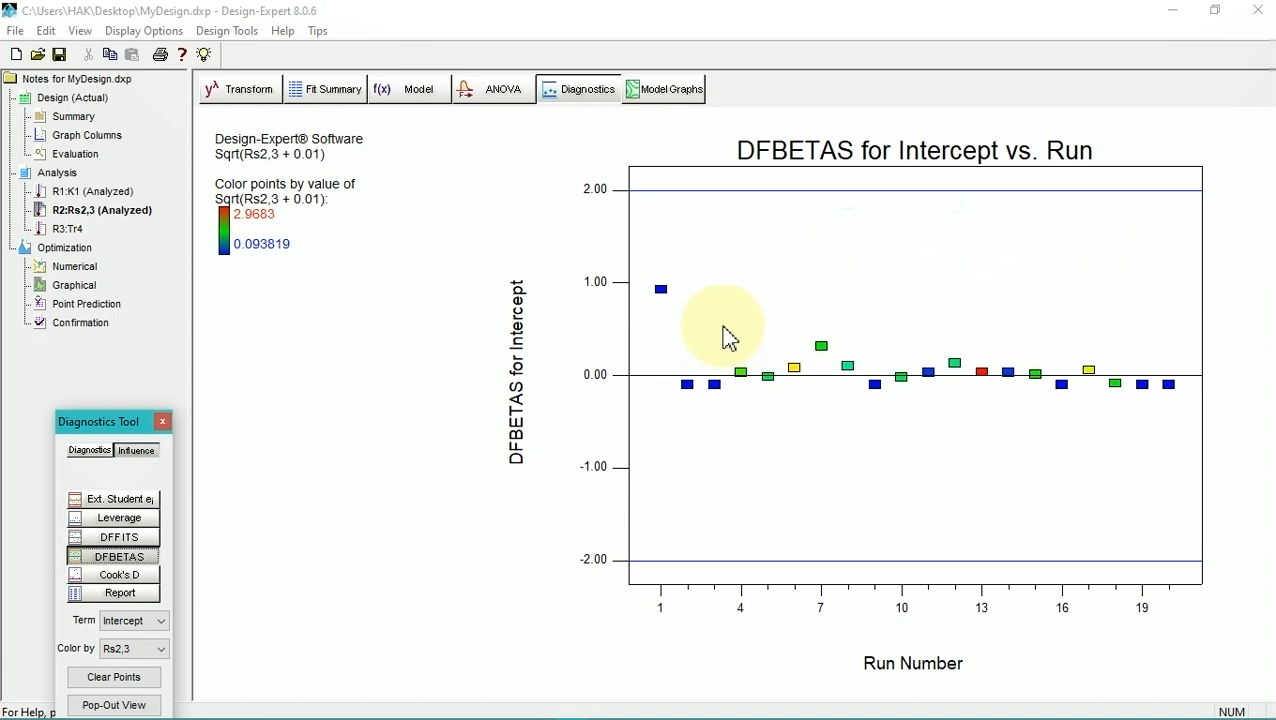 C:\Users\HAK\Desktop\MyDesign.dxp - Design-Expert 8.0.6
File Edit View Display Options Design Tools Help Tips
Notes for MyDesign.dxp
Design (Actual)
Summary
Graph Columns
Evaluation
Analysis
R1:K1 (Analyzed)
R2:Rs2,3 (Analyzed)
R3:Tr4
Optimization
Numerical
Graphical
Point Prediction
Confirmation
yλ Transform
Fit Summary
f(x) Model
ANOVA
Diagnostics
Model Graphs
Design-Expert® Software
Sqrt(Rs2,3 + 0.01)
Color points by value of
Sqrt(Rs2,3 + 0.01):
2.9683
0.093819
DFBETAS for Intercept vs. Run
DFBETAS for Intercept
2.00
1.00
0.00
-1.00
-2.00
1 4 7 10 13 16 19
Run Number
Diagnostics Tool
Diagnostics Influence
Ext. Student e
Leverage
DFFITS
DFBETAS
Cook's D
Report
Term Intercept
Color by Rs2,3
Clear Points
Pop-Out View
For Help, p
NUM